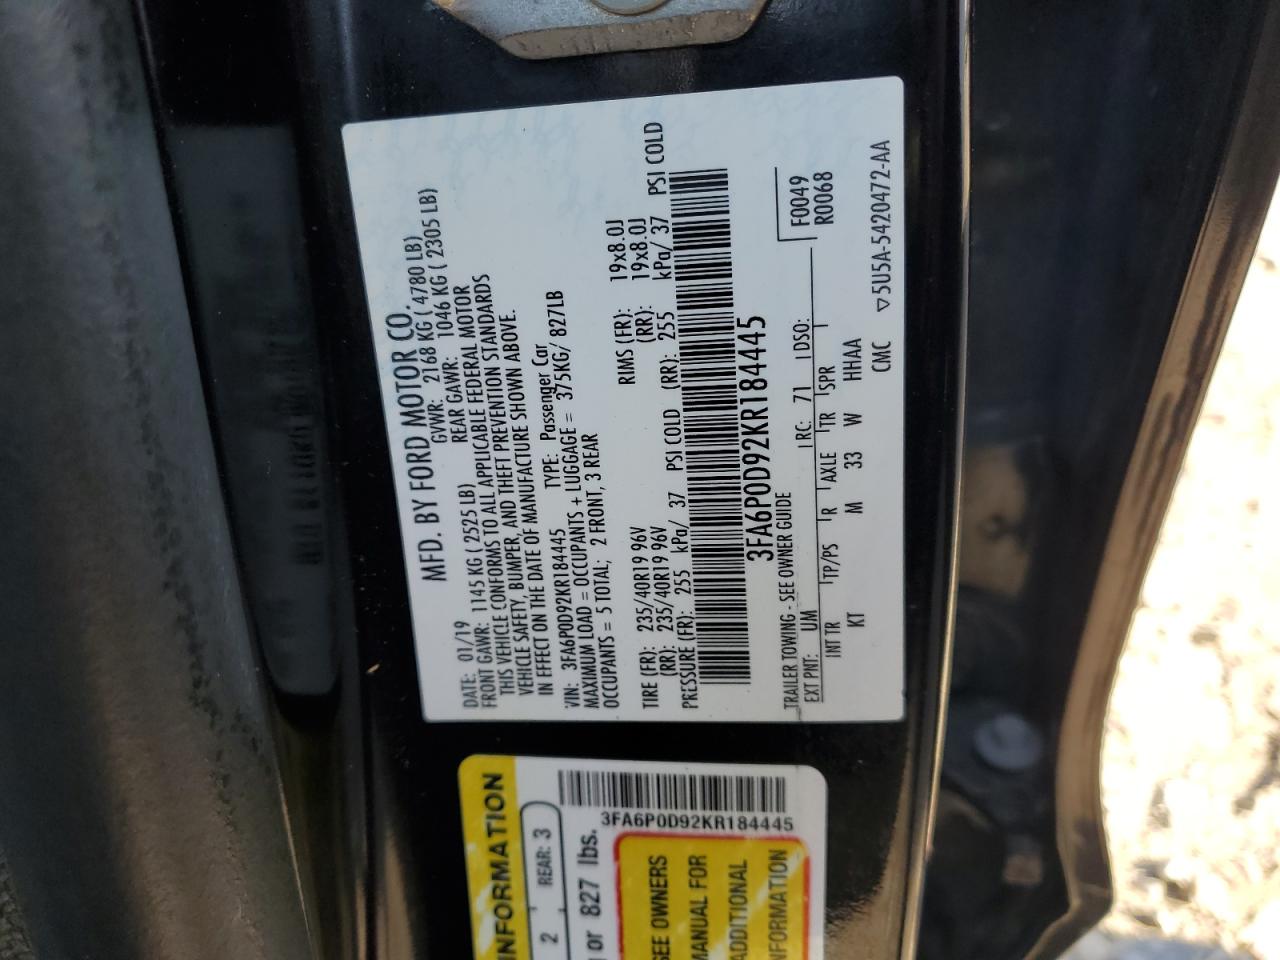 MFD. BY FORD MOTOR CO.
DATE: 01/19 GVWR: 2168 KG ( 4780 LB)
FRONT GAWR: 1145 KG ( 2525 LB) REAR GAWR: 1046 KG ( 2305 LB)
THIS VEHICLE CONFORMS TO ALL APPLICABLE FEDERAL MOTOR
VEHICLE SAFETY, BUMPER, AND THEFT PREVENTION STANDARDS
IN EFFECT ON THE DATE OF MANUFACTURE SHOWN ABOVE.
VIN: 3FA6P0D92KR184445 TYPE: Passenger Car
MAXIMUM LOAD = OCCUPANTS + LUGGAGE = 375KG/ 827LB
OCCUPANTS = 5 TOTAL; 2 FRONT, 3 REAR
TIRE (FR): 235/40R19 96V RIMS (FR): 19x8.0J
(RR): 235/40R19 96V (RR): 19x8.0J
PRESSURE (FR): 255 kPa/ 37 PSI COLD (RR): 255 kPa/ 37 PSI COLD
3FA6P0D92KR184445
F0049
R0068
TRAILER TOWING - SEE OWNER GUIDE
EXT PNT: UM RC: 71 DSO:
INT TR TP/PS R AXLE TR SPR
KT M 33 W HHAA
CMC ▽5U5A-5420472-AA
INFORMATION
2 REAR: 3
or 827 lbs.
3FA6P0D92KR184445
SEE OWNERS
MANUAL FOR
ADDITIONAL
INFORMATION